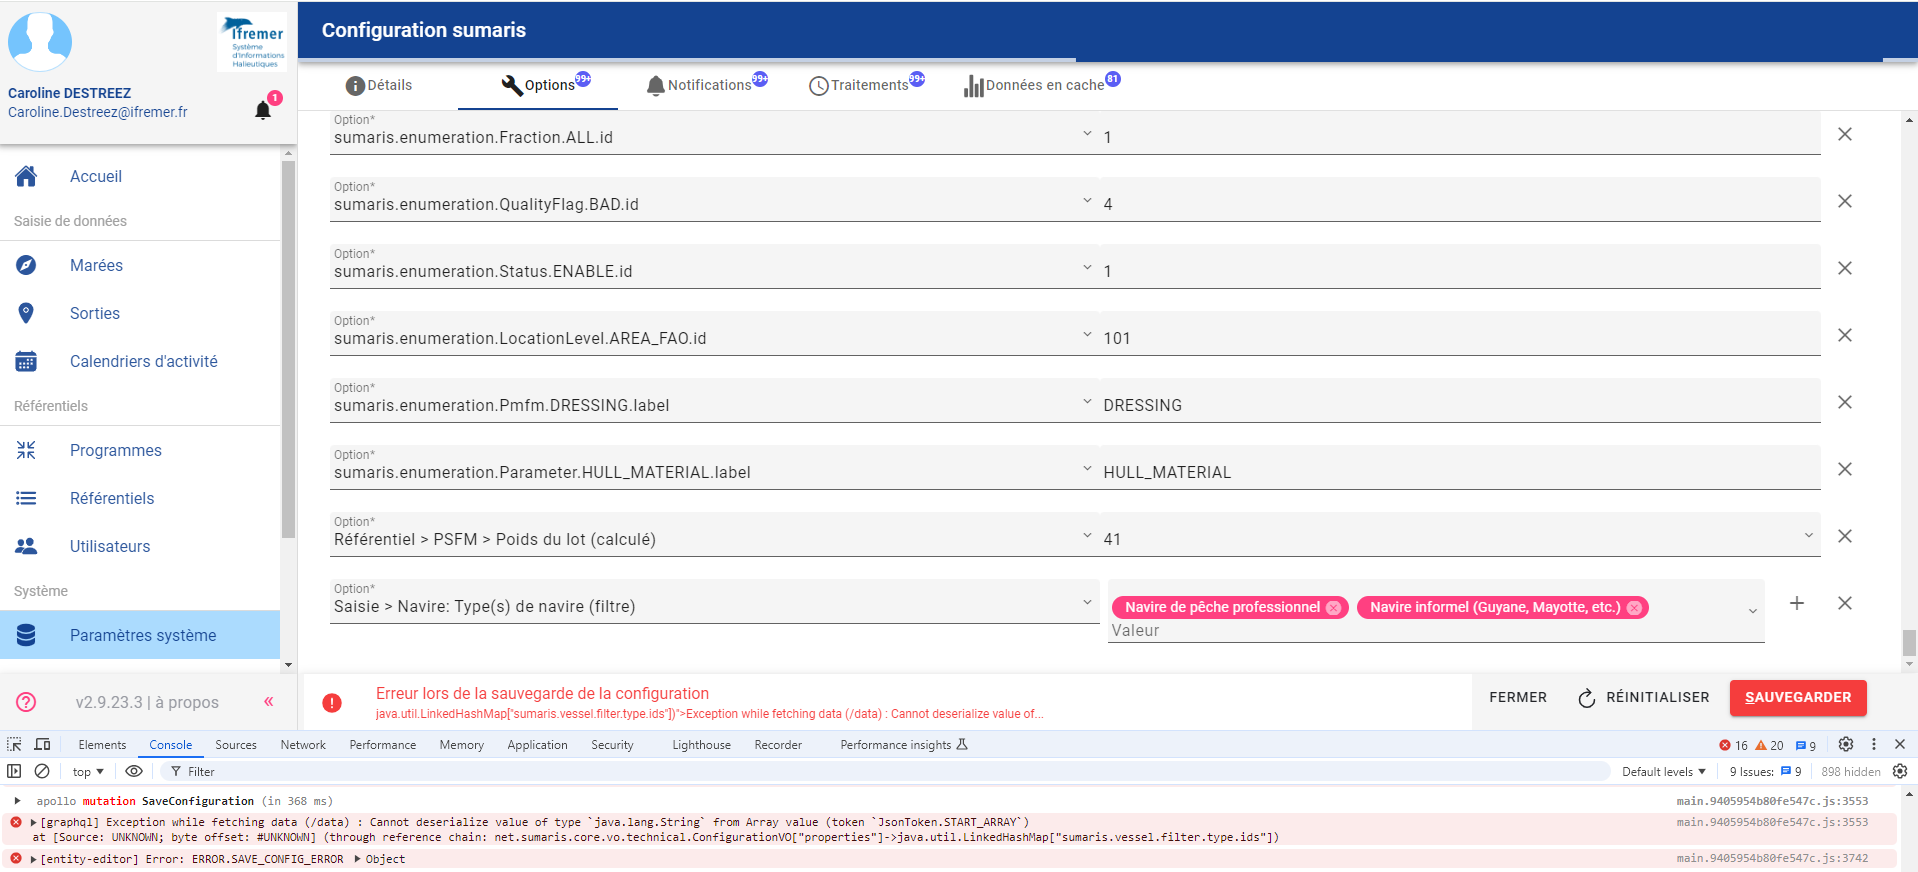 Ifremer
Système
d'Informations
Halieutiques
Caroline DESTREEZ
Caroline.Destreez@ifremer.fr
1
Accueil
Saisie de données
Marées
Sorties
Calendriers d'activité
Référentiels
Programmes
Référentiels
Utilisateurs
Système
Paramètres système
v2.9.23.3 | à propos
«
Configuration sumaris
Détails
Options 99+
Notifications 99+
Traitements 99+
Données en cache 81
Option*
sumaris.enumeration.Fraction.ALL.id 1
Option*
sumaris.enumeration.QualityFlag.BAD.id 4
Option*
sumaris.enumeration.Status.ENABLE.id 1
Option*
sumaris.enumeration.LocationLevel.AREA_FAO.id 101
Option*
sumaris.enumeration.Pmfm.DRESSING.label DRESSING
Option*
sumaris.enumeration.Parameter.HULL_MATERIAL.label HULL_MATERIAL
Option*
Référentiel > PSFM > Poids du lot (calculé) 41
Option*
Saisie > Navire: Type(s) de navire (filtre) Navire de pêche professionnel Navire informel (Guyane, Mayotte, etc.)
Valeur
Erreur lors de la sauvegarde de la configuration
java.util.LinkedHashMap["sumaris.vessel.filter.type.ids"])">Exception while fetching data (/data) : Cannot deserialize value of...
FERMER RÉINITIALISER SAUVEGARDER
Elements Console Sources Network Performance Memory Application Security Lighthouse Recorder Performance insights 16 20 9
top Filter Default levels 9 Issues: 9 898 hidden
apollo mutation SaveConfiguration (in 368 ms) main.9405954b80fe547c.js:3553
[graphql] Exception while fetching data (/data) : Cannot deserialize value of type `java.lang.String` from Array value (token `JsonToken.START_ARRAY`) main.9405954b80fe547c.js:3553
at [Source: UNKNOWN; byte offset: #UNKNOWN] (through reference chain: net.sumaris.core.vo.technical.ConfigurationVO["properties"]->java.util.LinkedHashMap["sumaris.vessel.filter.type.ids"])
[entity-editor] Error: ERROR.SAVE_CONFIG_ERROR Object main.9405954b80fe547c.js:3742